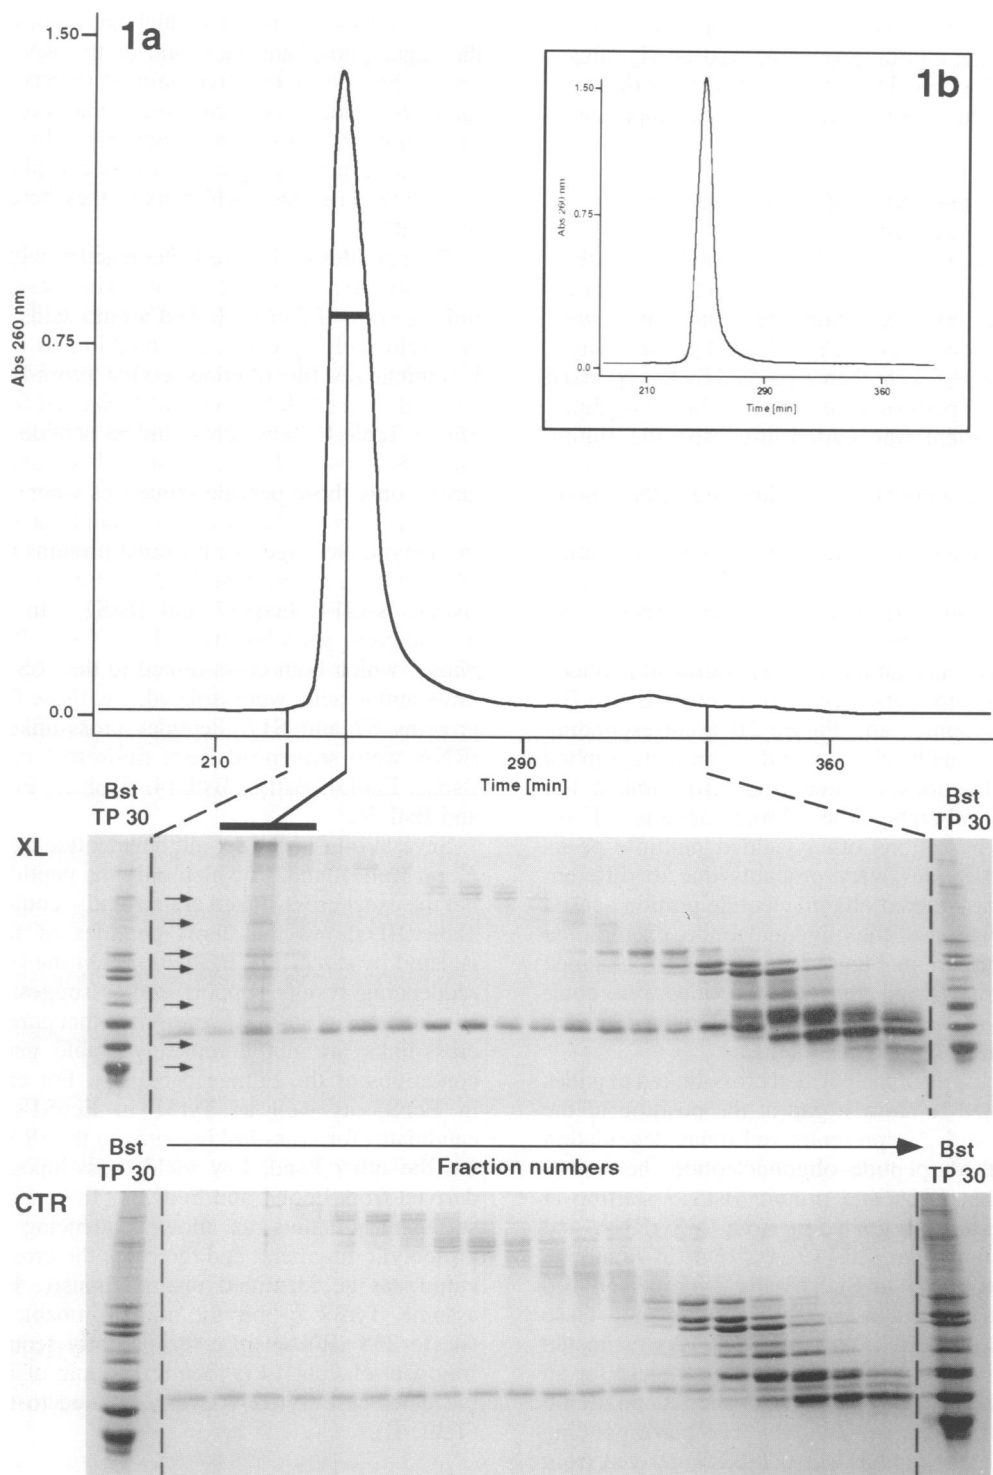 1a
1.50
0.75
0.0
Abs 260 nm
210
290
360
Time [min]
1b
1.50
0.75
0.0
Abs 260 nm
210
290
360
Time [min]
Bst
TP 30
Bst
TP 30
XL
Bst
TP 30
Fraction numbers
Bst
TP 30
CTR